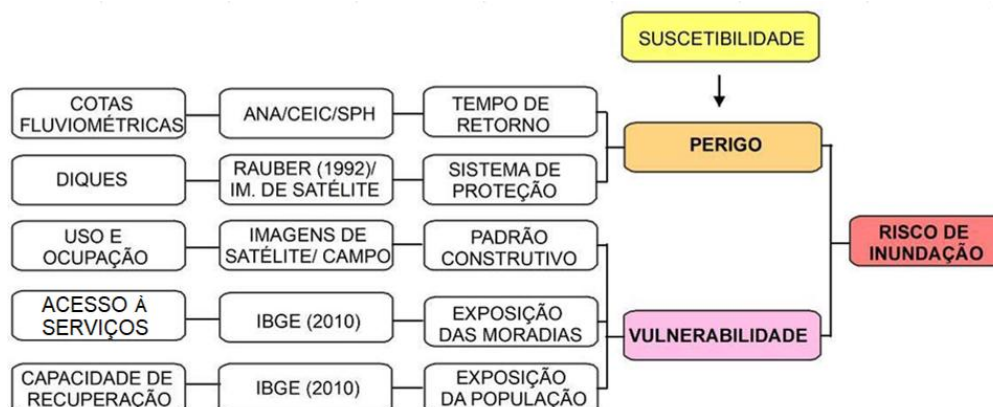 SUSCETIBILIDADE
COTAS
FLUVIOMÉTRICAS
ANA/CEIC/SPH
TEMPO DE
RETORNO
PERIGO
DIQUES
RAUBER (1992)/
IM. DE SATÉLITE
SISTEMA DE
PROTEÇÃO
USO E
OCUPAÇÃO
IMAGENS DE
SATÉLITE/ CAMPO
PADRÃO
CONSTRUTIVO
RISCO DE
INUNDAÇÃO
ACESSO À
SERVIÇOS
IBGE (2010)
EXPOSIÇÃO
DAS MORADIAS
VULNERABILIDADE
CAPACIDADE DE
RECUPERAÇÃO
IBGE (2010)
EXPOSIÇÃO
DA POPULAÇÃO